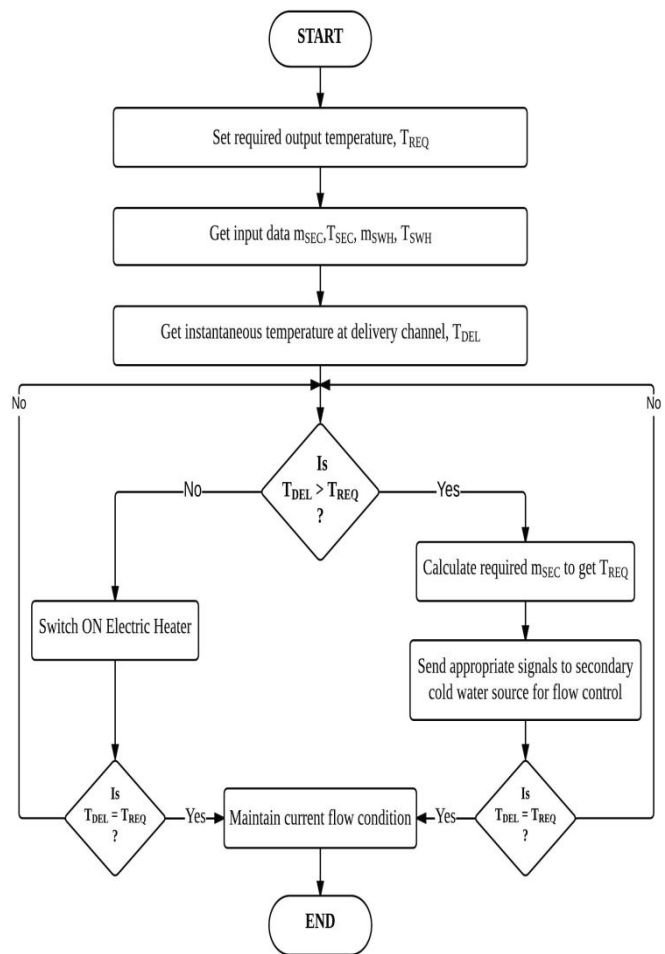 START
Set required output temperature, T_REQ
Get input data m_SEC,T_SEC, m_SWH, T_SWH
Get instantaneous temperature at delivery channel, T_DEL
No
No
Is
T_DEL > T_REQ
?
No
Yes
Calculate required m_SEC to get T_REQ
Switch ON Electric Heater
Send appropriate signals to secondary
cold water source for flow control
Is
T_DEL = T_REQ
?
Yes
Maintain current flow condition
Yes
Is
T_DEL = T_REQ
?
END